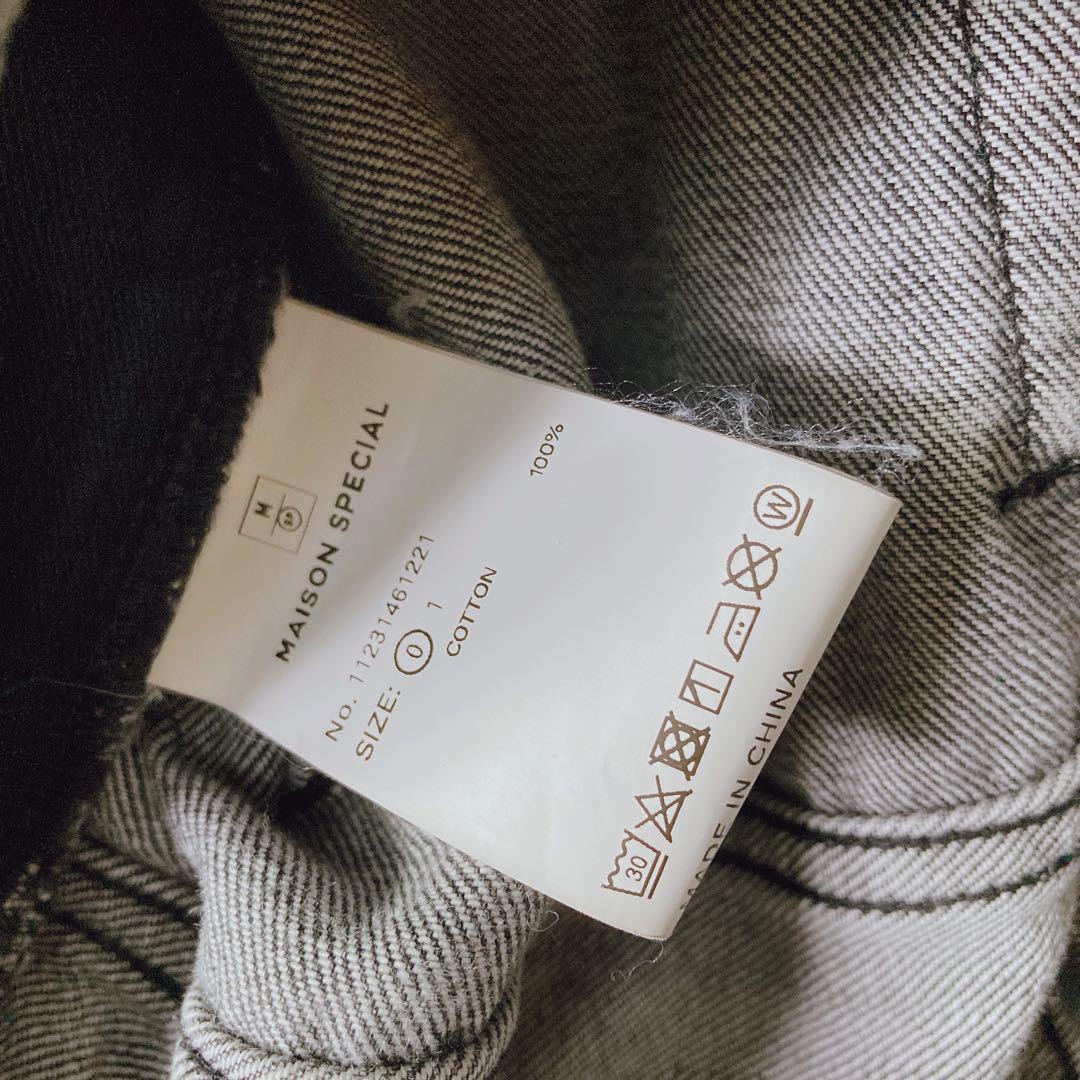 M
MAISON SPECIAL
No. 11231461221
SIZE: 0 1
COTTON 100%
30
W
MADE IN CHINA